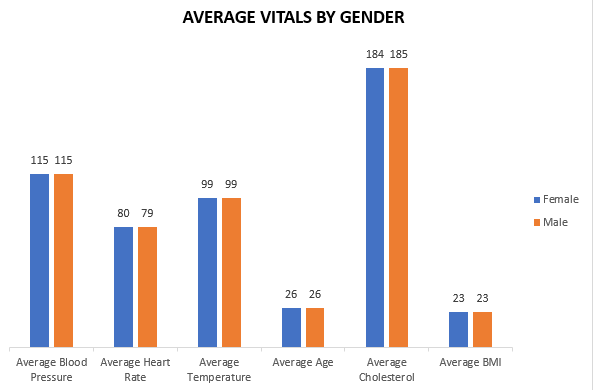 AVERAGE VITALS BY GENDER
184 185
115 115
99 99
80 79
26 26
23 23
Female
Male
Average Blood
Pressure
Average Heart
Rate
Average
Temperature
Average Age
Average
Cholesterol
Average BMI